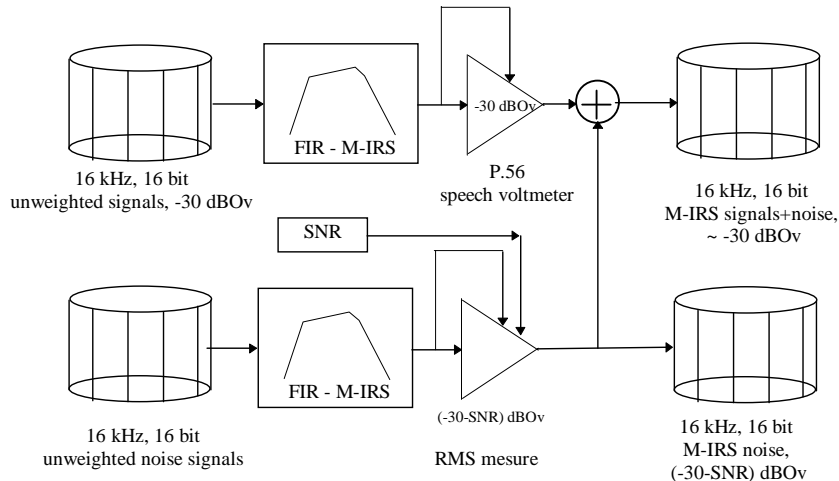 -30 dBOv
FIR - M-IRS
P.56
speech voltmeter
16 kHz, 16 bit
unweighted signals, -30 dBOv
16 kHz, 16 bit
M-IRS signals+noise,
~ -30 dBOv
SNR
FIR - M-IRS
(-30-SNR) dBOv
16 kHz, 16 bit
unweighted noise signals
RMS mesure
16 kHz, 16 bit
M-IRS noise,
(-30-SNR) dBOv